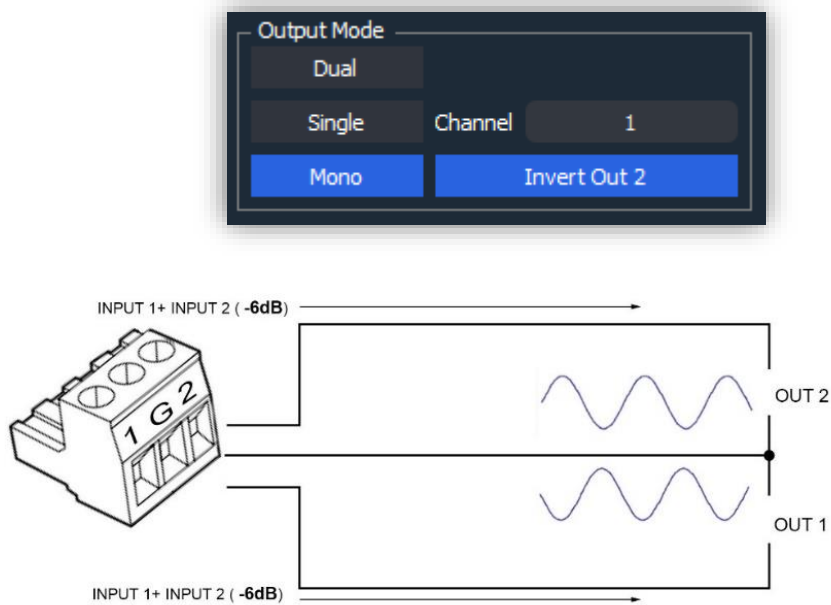 Output Mode
Dual
Single Channel 1
Mono Invert Out 2
INPUT 1+ INPUT 2 ( -6dB)
1 G 2
OUT 2
OUT 1
INPUT 1+ INPUT 2 ( -6dB)